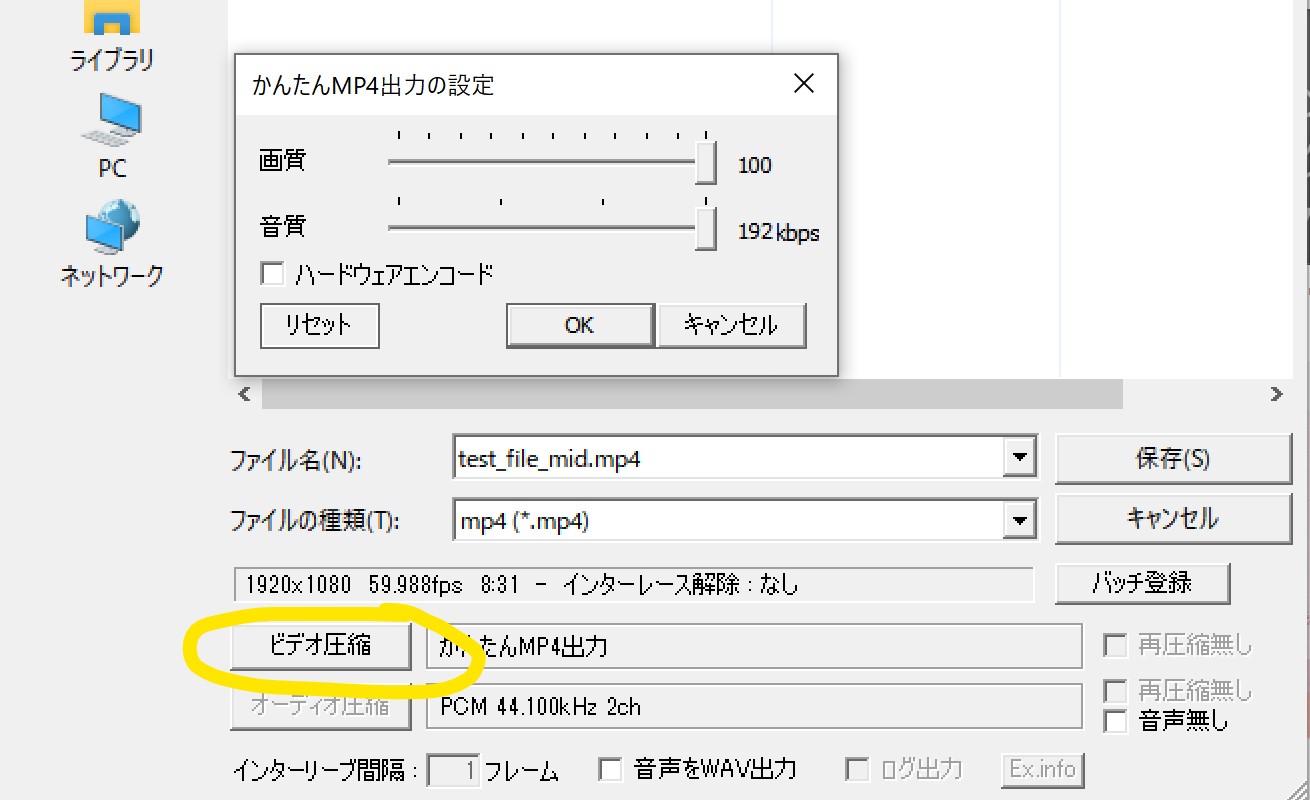 ライブラリ
PC
ネットワーク
かんたんMP4出力の設定
画質 100
音質 192 kbps
ハードウェアエンコード
リセット OK キャンセル
ファイル名(N): test_file_mid.mp4 保存(S)
ファイルの種類(T): mp4 (*.mp4) キャンセル
1920x1080 59.988fps 8:31 - インターレース解除 : なし バッチ登録
ビデオ圧縮 かんたんMP4出力 再圧縮無し
オーディオ圧縮 PCM 44.100kHz 2ch 再圧縮無し
音声無し
インターリーブ間隔 : 1 フレーム 音声をWAV出力 ログ出力 Ex.info